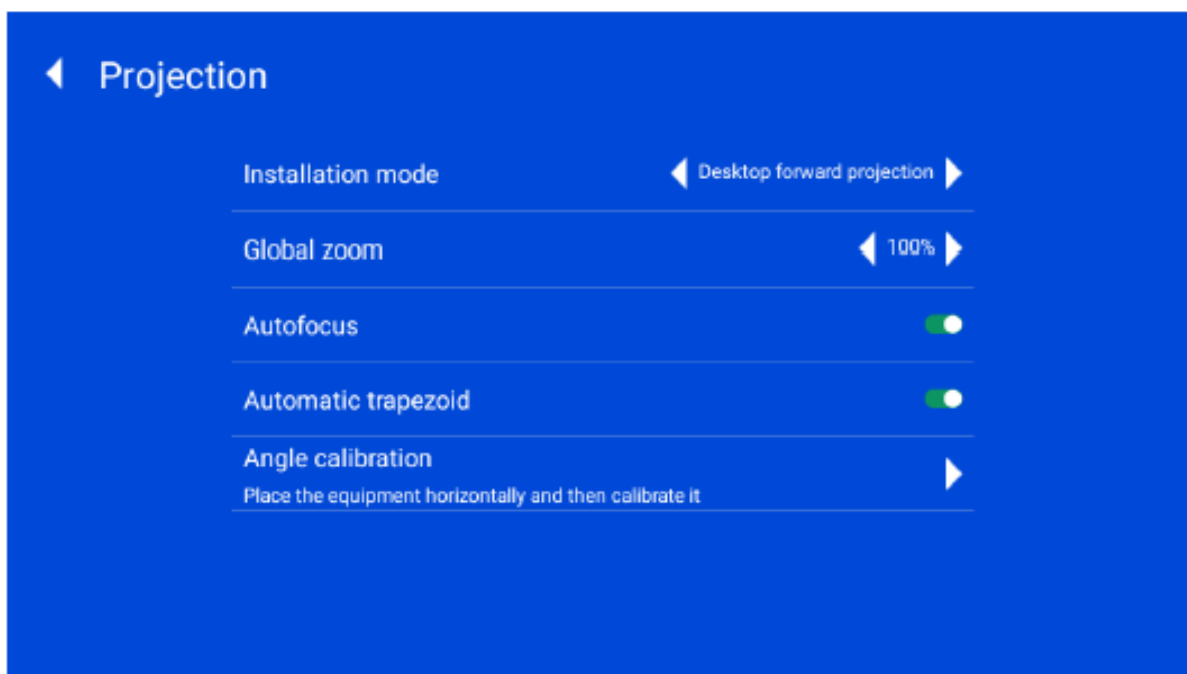 Projection
Installation mode
Desktop forward projection
Global zoom
100%
Autofocus
Automatic trapezoid
Angle calibration
Place the equipment horizontally and then calibrate it